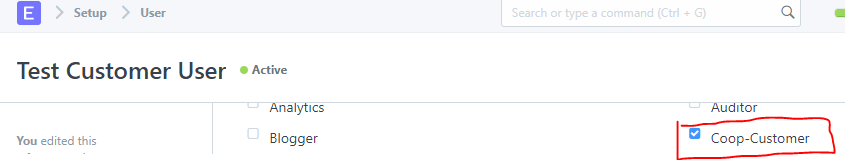 E Setup User Search or type a command (Ctrl + G)
Test Customer User Active
Analytics Auditor
You edited this Blogger Coop-Customer